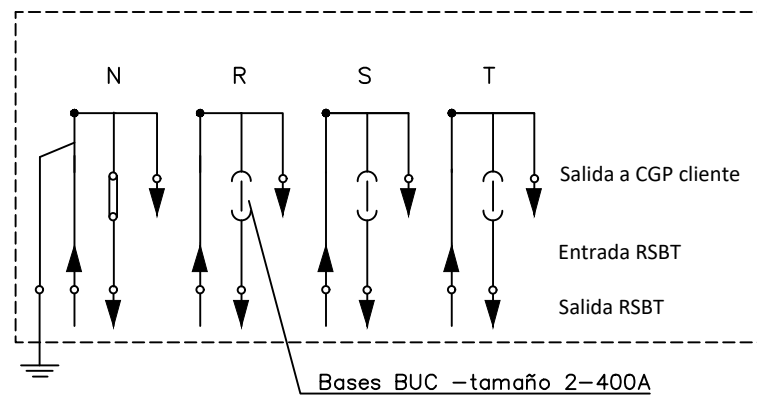 N R S T
Salida a CGP cliente
Entrada RSBT
Salida RSBT
Bases BUC -tamaño 2-400A